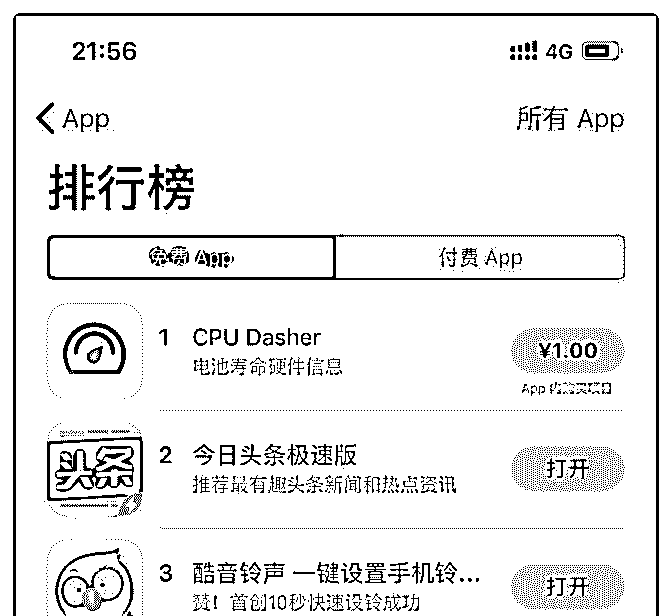 21:56
4G
App
所有 App
排行榜
免费 App
付费 App
1 CPU Dasher
电池寿命硬件信息
¥1.00
App 内购买项目
头条
2 今日头条极速版
推荐最有趣头条新闻和热点资讯
打开
3 酷音铃声 一键设置手机铃...
赞！首创10秒快速设铃成功
打开